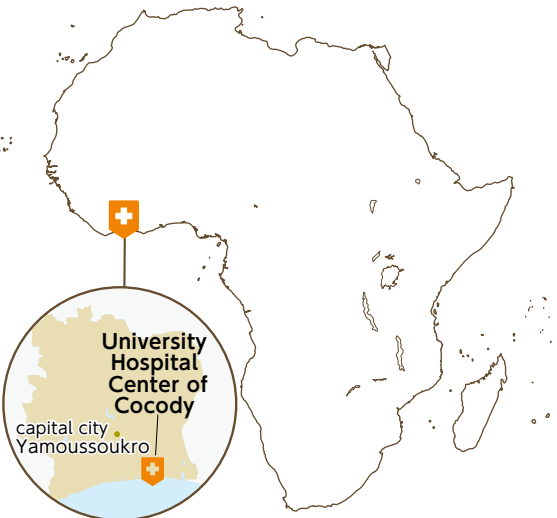 University
Hospital
Center of
Cocody
capital city
Yamoussoukro